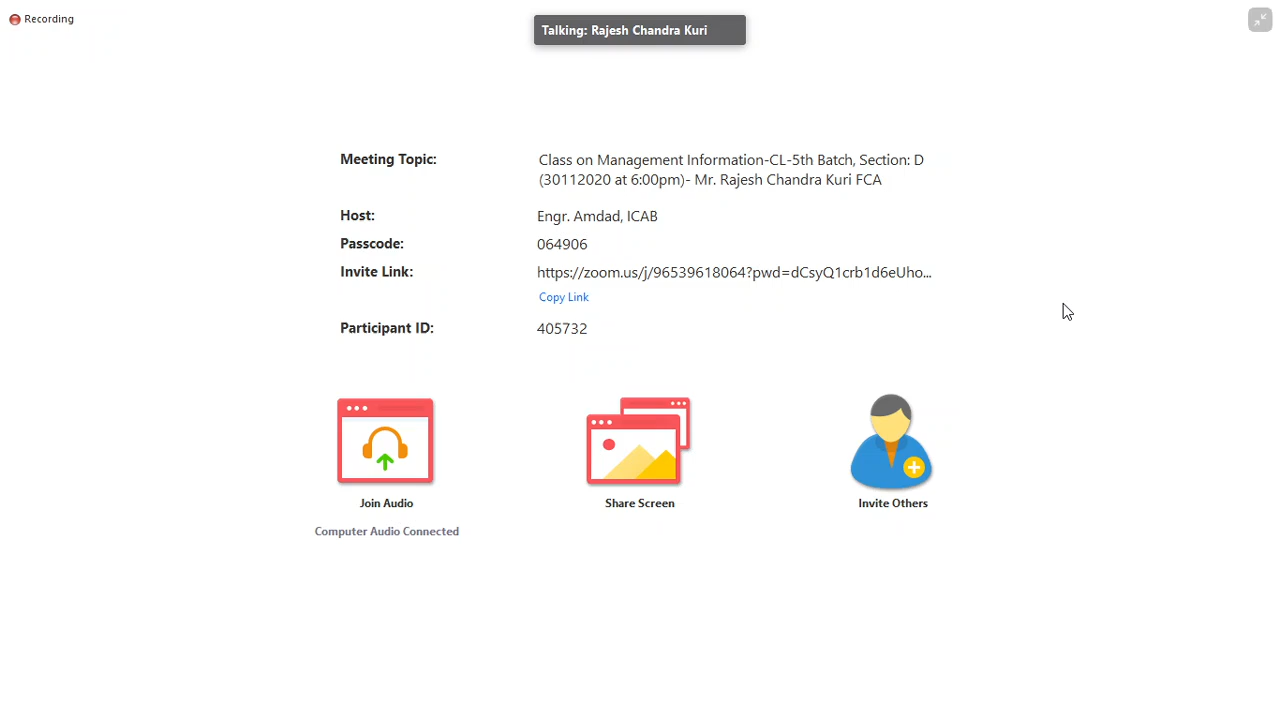 Recording
Talking: Rajesh Chandra Kuri
Meeting Topic: Class on Management Information-CL-5th Batch, Section: D
(30112020 at 6:00pm)- Mr. Rajesh Chandra Kuri FCA
Host: Engr. Amdad, ICAB
Passcode: 064906
Invite Link: https://zoom.us/j/96539618064?pwd=dCsyQ1crb1d6eUho...
Copy Link
Participant ID: 405732
Join Audio Share Screen Invite Others
Computer Audio Connected